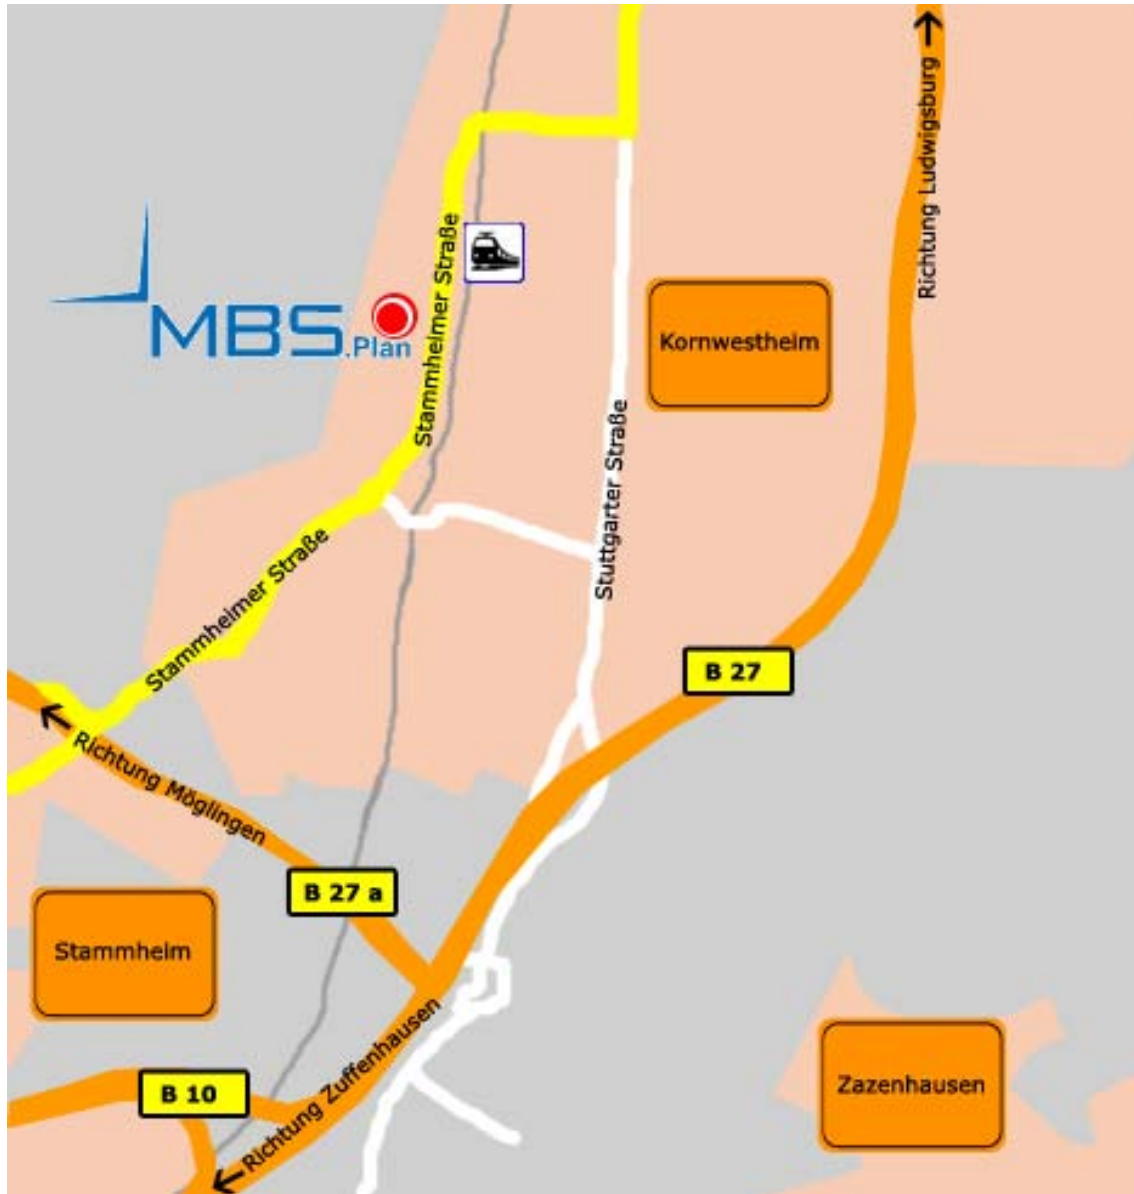 Richtung Ludwigsburg
Stammheimer Straße
MBS.Plan
Kornwestheim
Stuttgarter Straße
Stammheimer Straße
B 27
Richtung Möglingen
B 27 a
Stammheim
Richtung Zuffenhausen
Zazenhausen
B 10